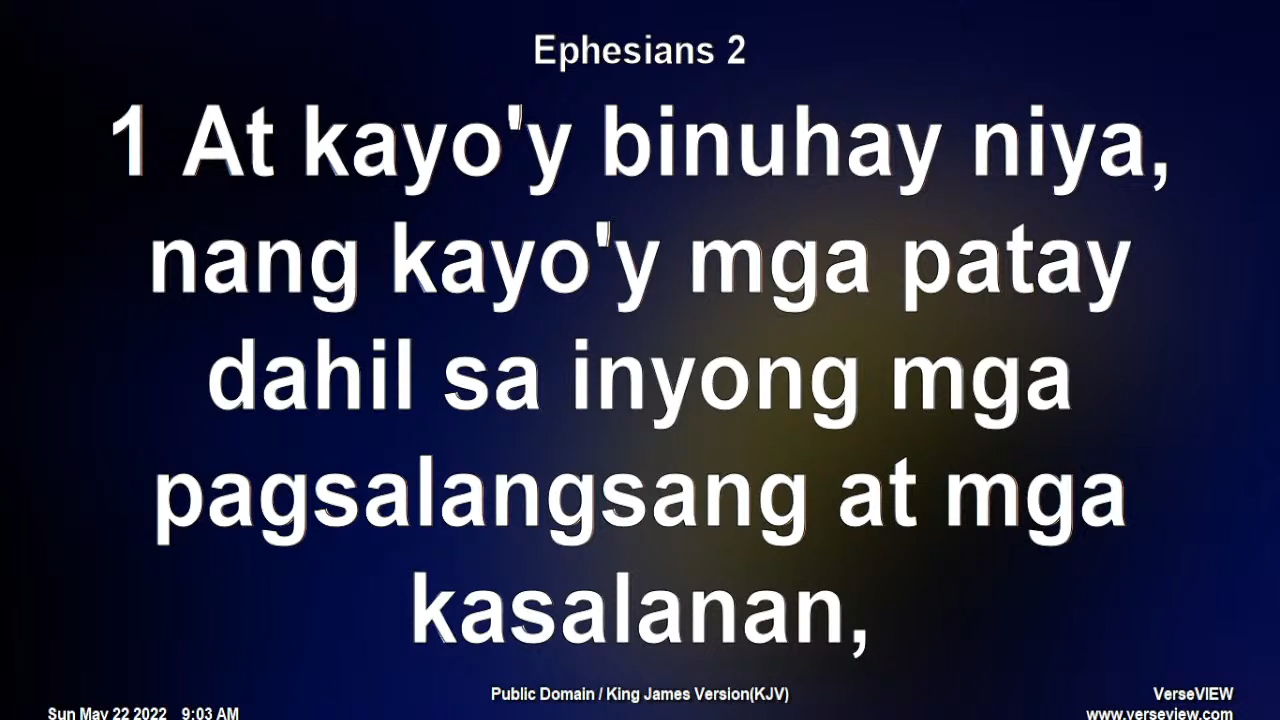 Ephesians 2
1 At kayo'y binuhay niya,
nang kayo'y mga patay
dahil sa inyong mga
pagsalangsang at mga
kasalanan,
Public Domain / King James Version(KJV)
VerseVIEW
Sun May 22 2022 9:03 AM
www.verseview.com